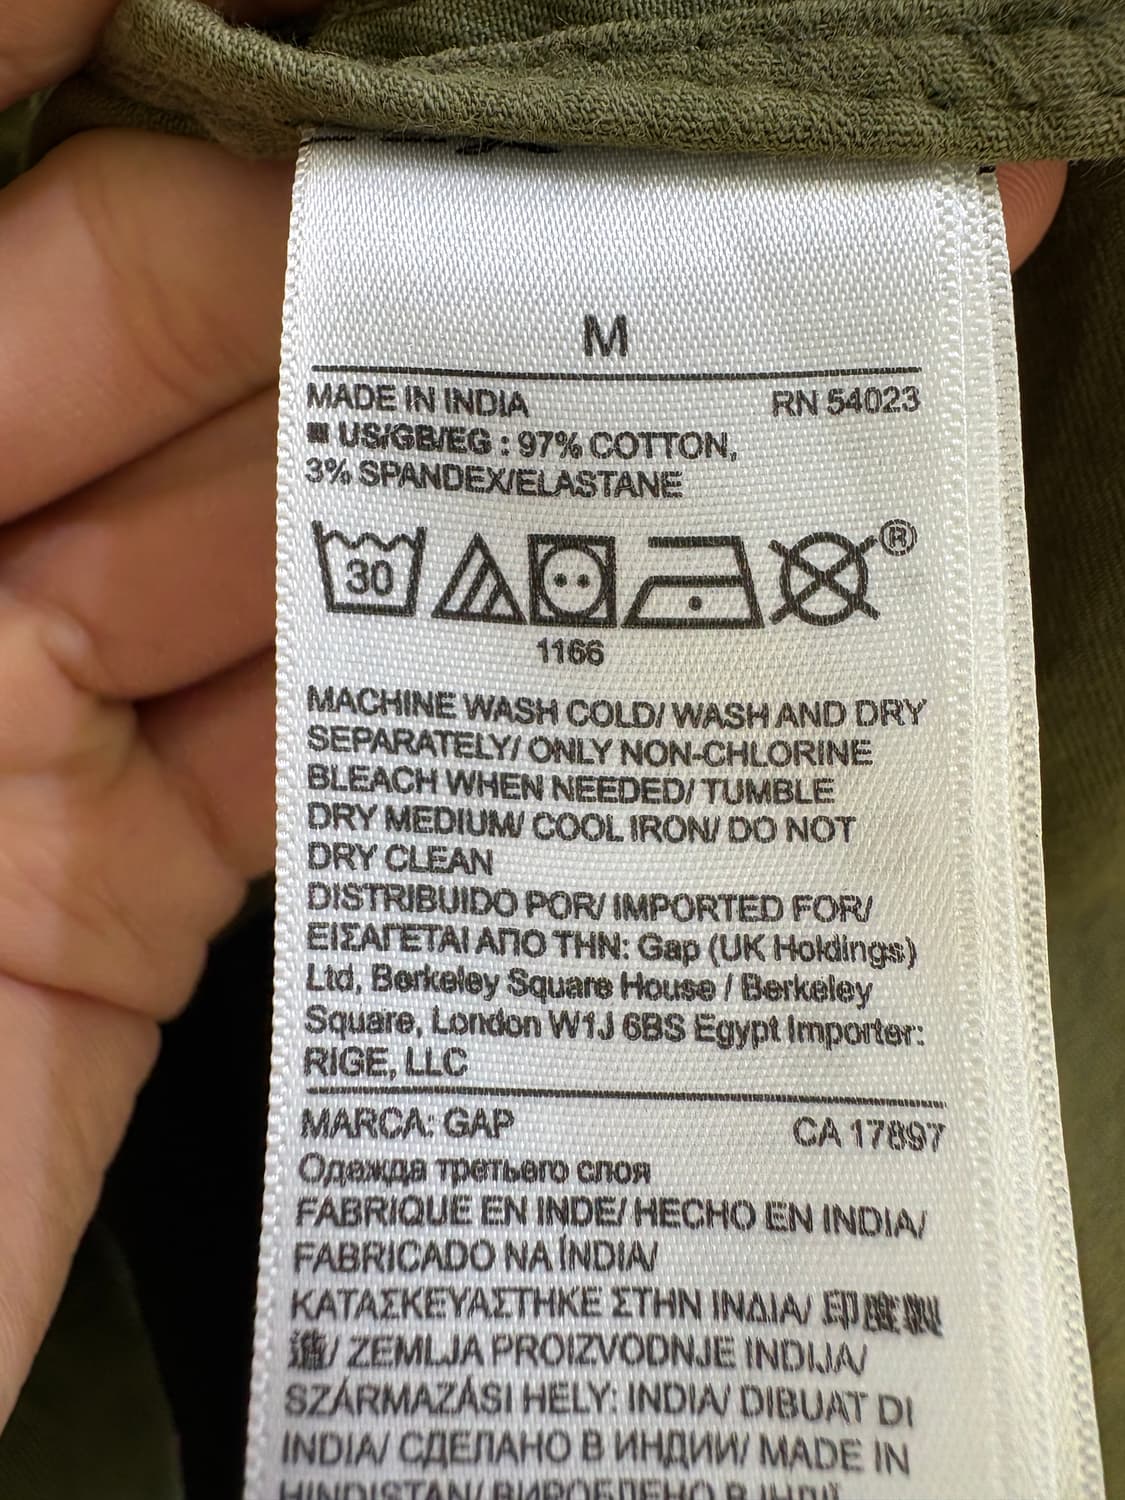 M
MADE IN INDIA RN 54023
■ US/GB/EG : 97% COTTON,
3% SPANDEX/ELASTANE
30 ®
1166
MACHINE WASH COLD/ WASH AND DRY
SEPARATELY/ ONLY NON-CHLORINE
BLEACH WHEN NEEDED/ TUMBLE
DRY MEDIUM/ COOL IRON/ DO NOT
DRY CLEAN
DISTRIBUIDO POR/ IMPORTED FOR/
ΕΙΣΑΓΕΤΑΙ ΑΠΟ ΤΗΝ: Gap (UK Holdings)
Ltd, Berkeley Square House / Berkeley
Square, London W1J 6BS Egypt Importer:
RIGE, LLC
MARCA: GAP CA 17897
Одежда третьего слоя
FABRIQUE EN INDE/ HECHO EN INDIA/
FABRICADO NA ÍNDIA/
ΚΑΤΑΣΚΕΥΑΣΤΗΚΕ ΣΤΗΝ ΙΝΔΙΑ/ 印度製
造/ ZEMLJA PROIZVODNJE INDIJA/
SZÁRMAZÁSI HELY: INDIA/ DIBUAT DI
INDIA/ СДЕЛАНО В ИНДИИ/ MADE IN
HINDISTAN/ ВИРОБЛЕНО В ІНДІЇ